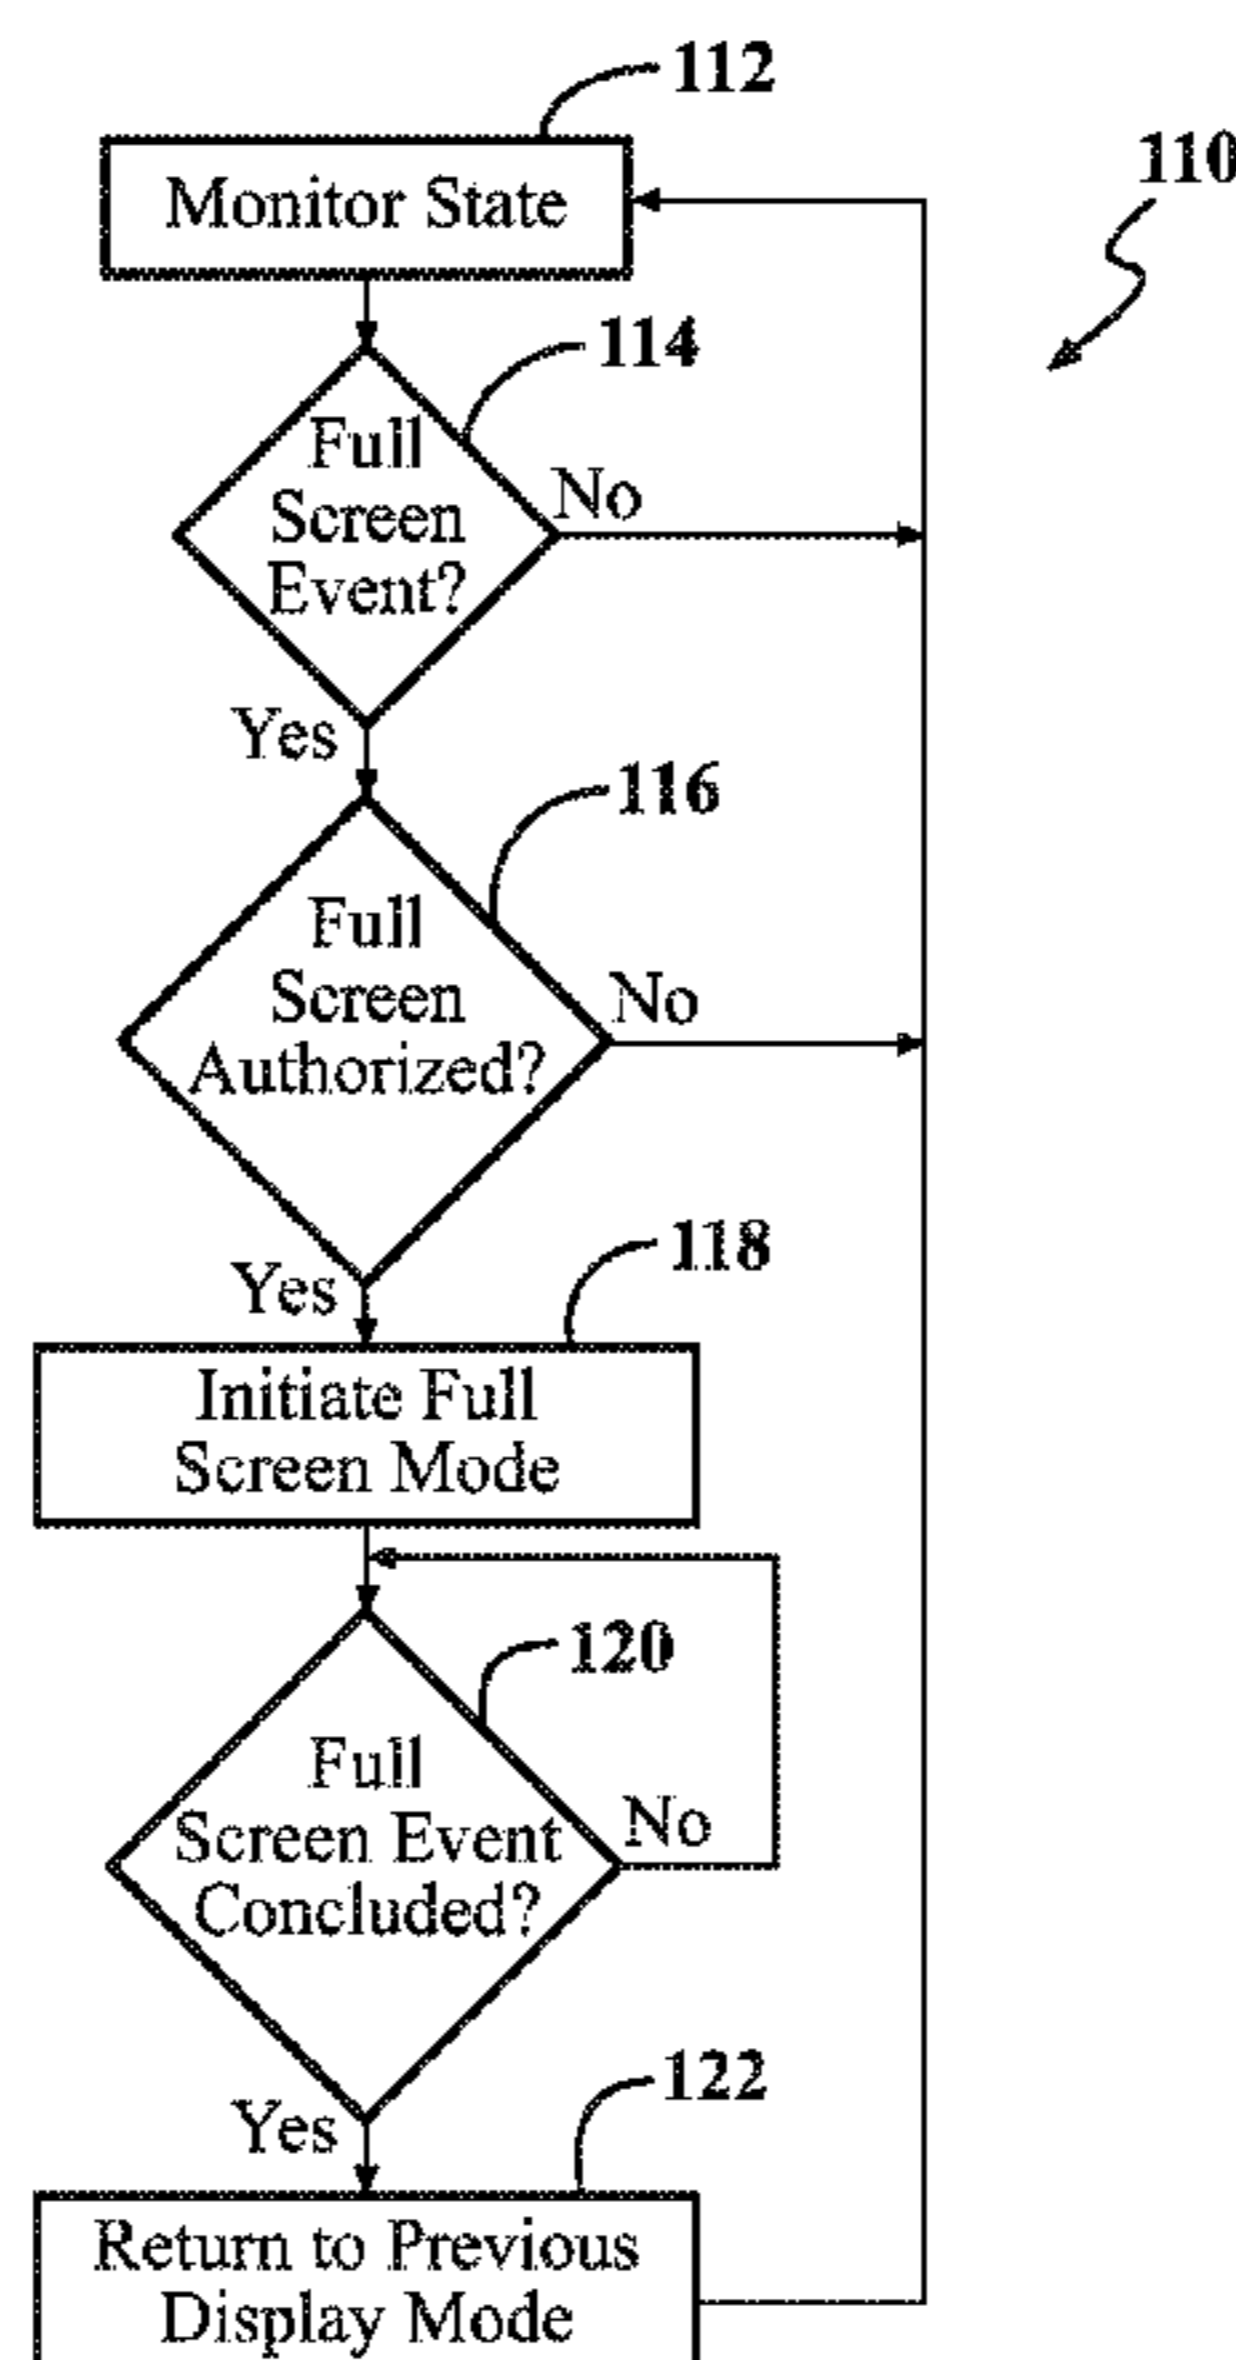 112
110
Monitor State
114
Full
Screen
Event?
No
Yes
116
Full
Screen
Authorized?
No
Yes
118
Initiate Full
Screen Mode
120
Full
Screen Event
Concluded?
No
Yes
122
Return to Previous
Display Mode